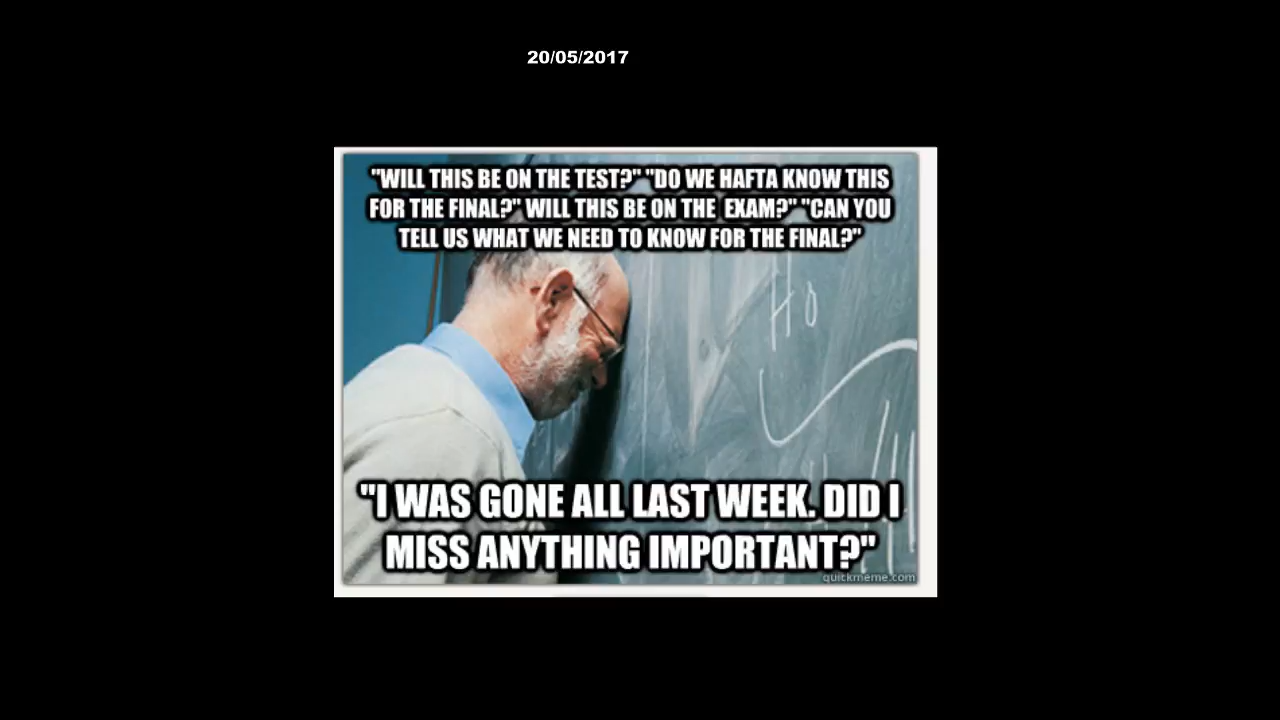 20/05/2017
"WILL THIS BE ON THE TEST?" "DO WE HAFTA KNOW THIS
FOR THE FINAL?" WILL THIS BE ON THE EXAM?" "CAN YOU
TELL US WHAT WE NEED TO KNOW FOR THE FINAL?"
HO
"I WAS GONE ALL LAST WEEK. DID I
MISS ANYTHING IMPORTANT?"
quickmeme.com